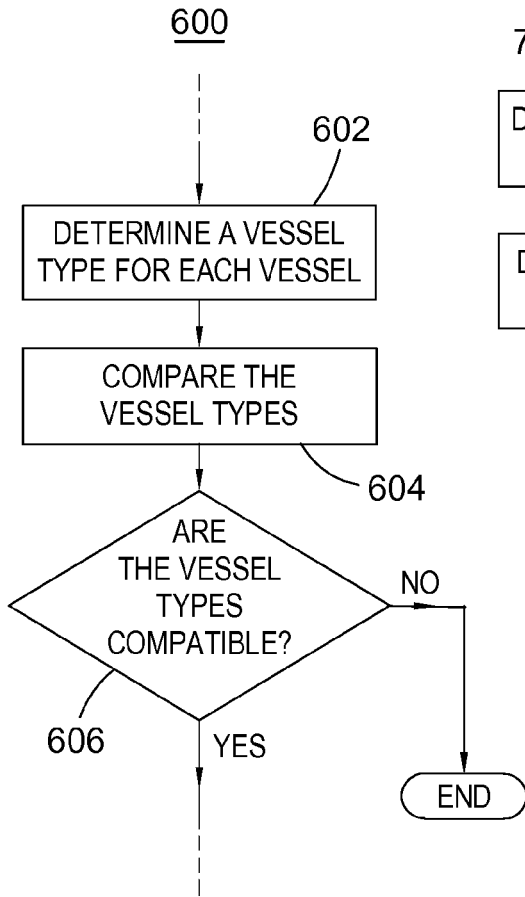 600
7
602
D
DETERMINE A VESSEL
TYPE FOR EACH VESSEL
D
COMPARE THE
VESSEL TYPES
604
ARE
THE VESSEL
TYPES
COMPATIBLE?
NO
606
YES
END